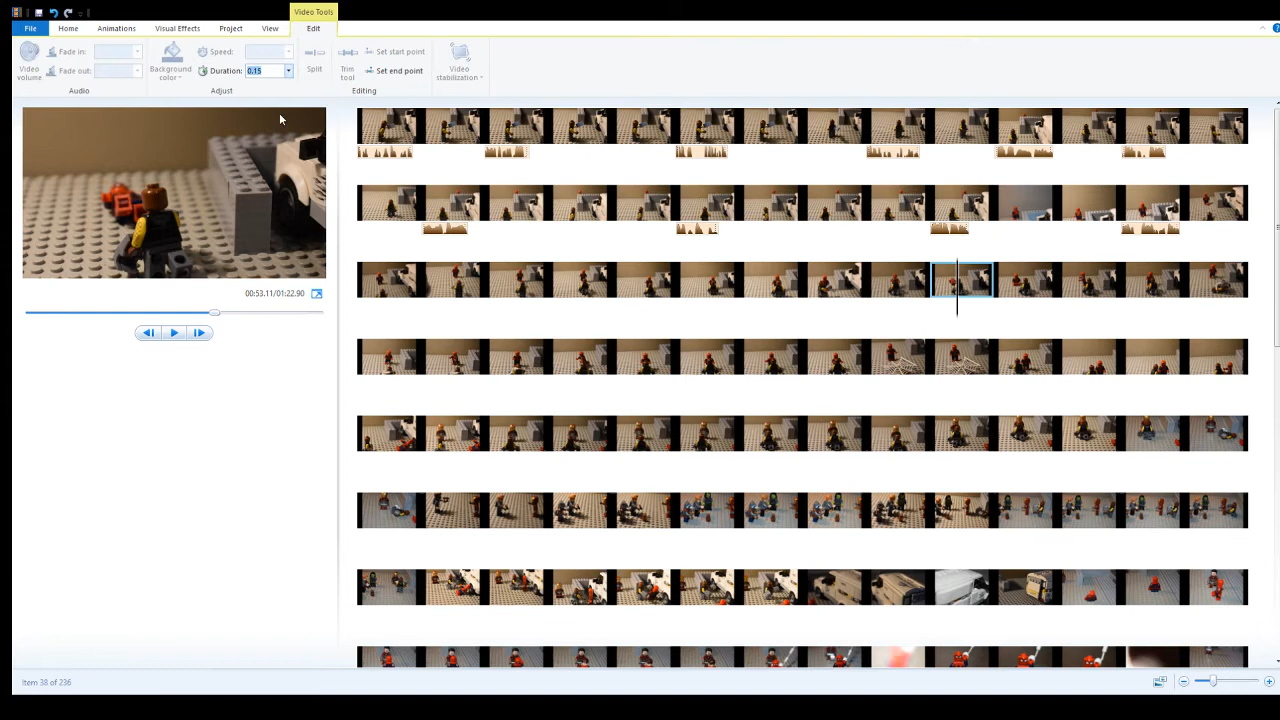 Video Tools
File Home Animations Visual Effects Project View Edit
Video volume
Fade in:
Fade out:
Background color
Speed:
Duration: 0.15
Split
Trim tool
Set start point
Set end point
Video stabilization
Audio Adjust Editing
00:53.11/01:22.90
Item 38 of 236